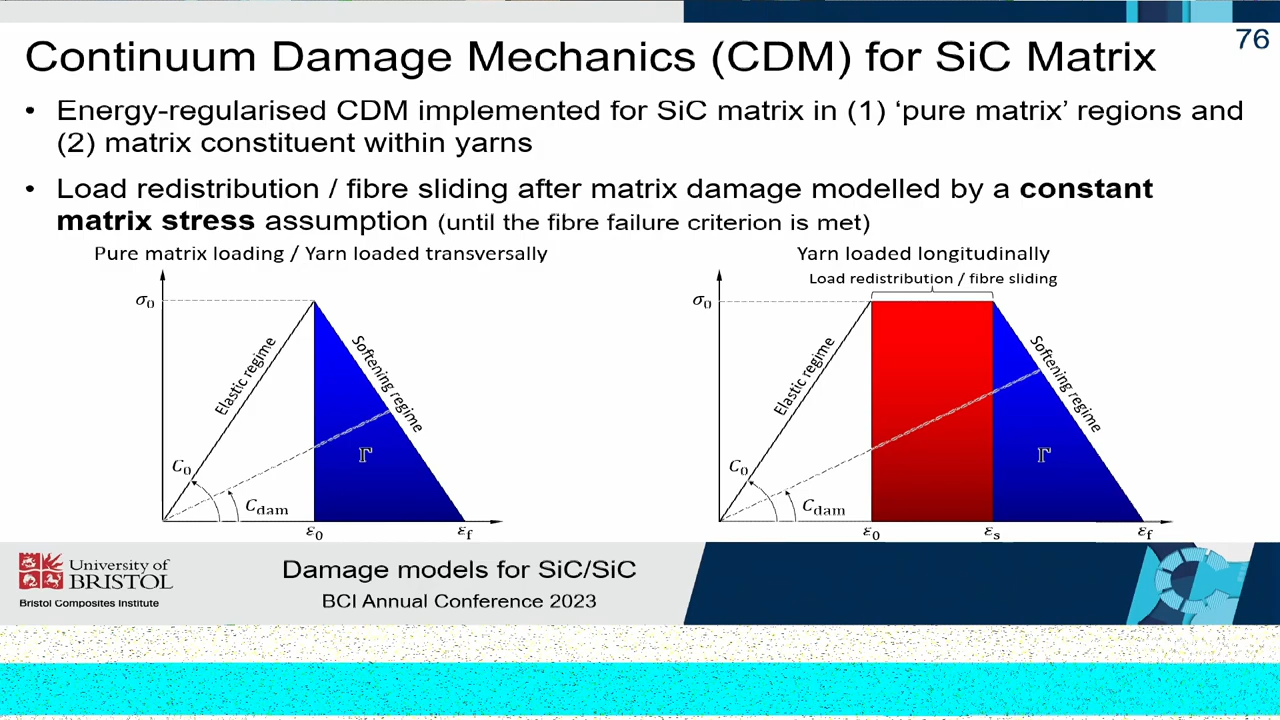 76
Continuum Damage Mechanics (CDM) for SiC Matrix
• Energy-regularised CDM implemented for SiC matrix in (1) ‘pure matrix’ regions and
(2) matrix constituent within yarns
• Load redistribution / fibre sliding after matrix damage modelled by a constant
matrix stress assumption (until the fibre failure criterion is met)
Pure matrix loading / Yarn loaded transversally
σ₀
Elastic regime
Softening regime
C₀
C_dam
Γ
ε₀
ε_f
Yarn loaded longitudinally
Load redistribution / fibre sliding
σ₀
Elastic regime
Softening regime
C₀
C_dam
Γ
ε₀
ε_s
ε_f
University of
BRISTOL
Bristol Composites Institute
Damage models for SiC/SiC
BCI Annual Conference 2023